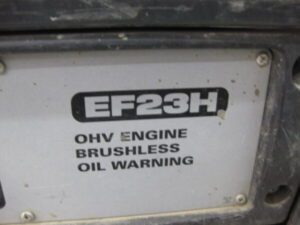 EF23H
OHV ENGINE
BRUSHLESS
OIL WARNING